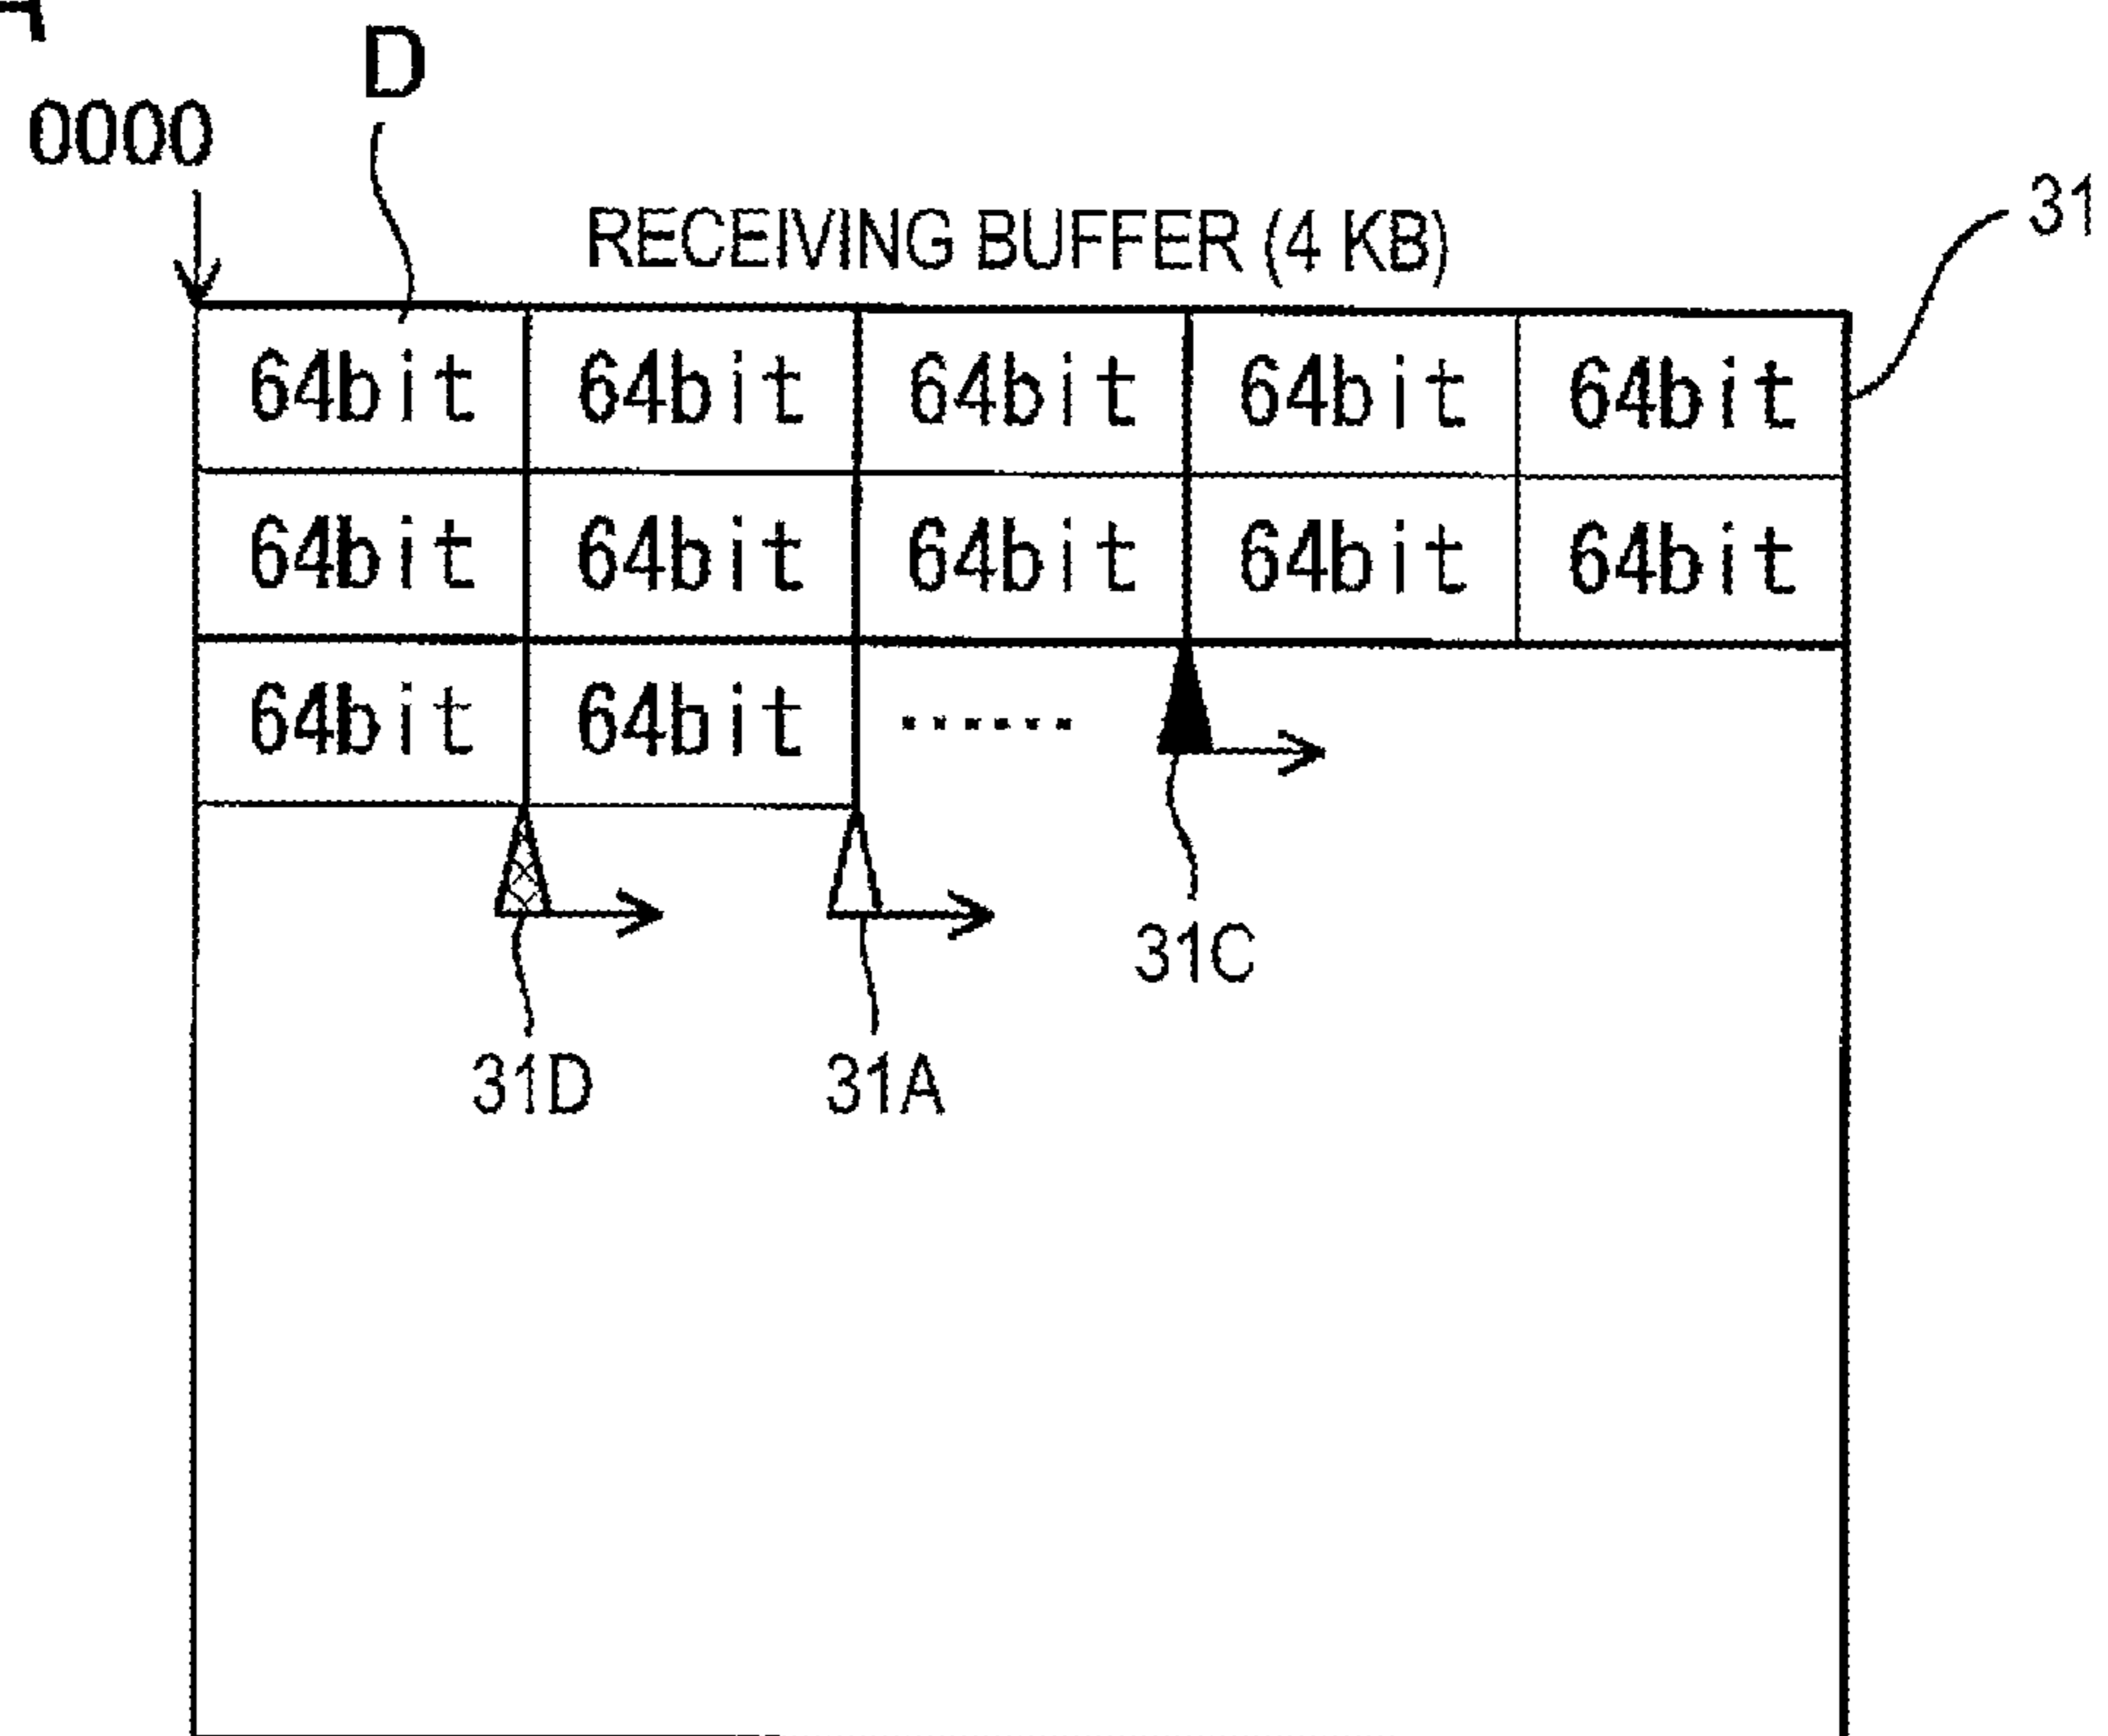 D
0000
RECEIVING BUFFER (4 KB)
31
64bit 64bit 64bit 64bit 64bit
64bit 64bit 64bit 64bit 64bit
64bit 64bit ······
31C
31D 31A